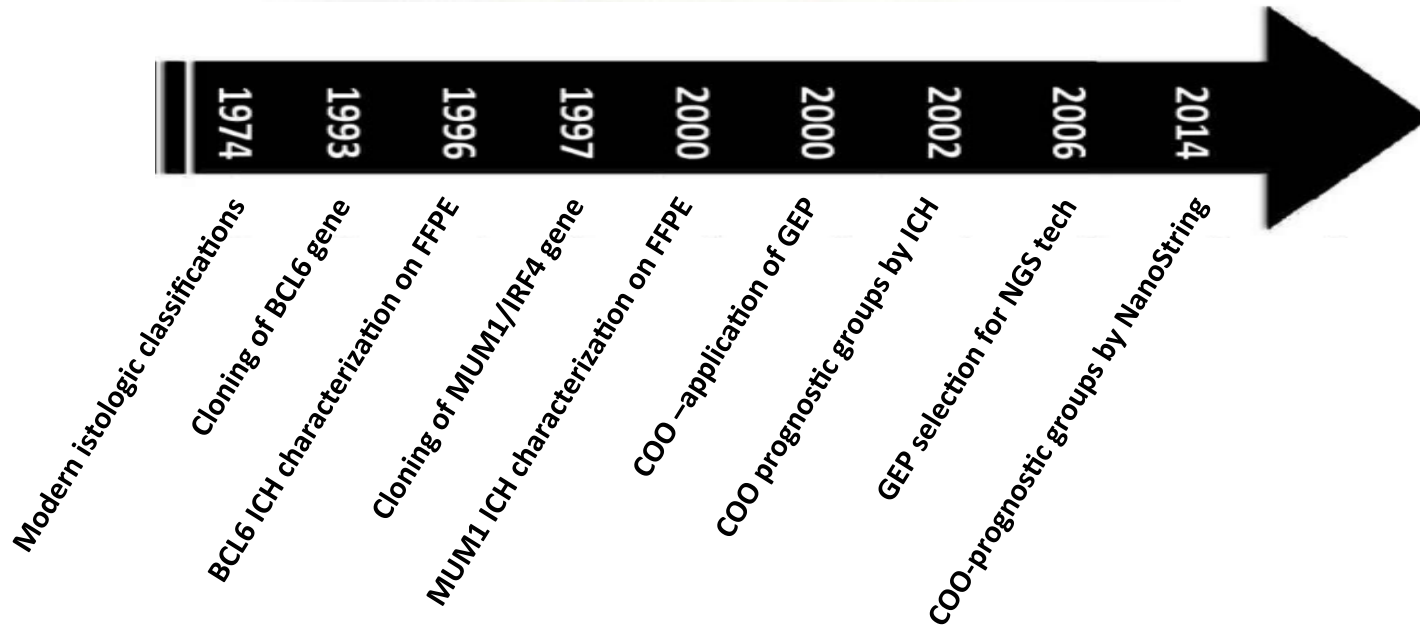 1974
1993
1996
1997
2000
2000
2002
2006
2014
Modern istologic classifications
Cloning of BCL6 gene
BCL6 ICH characterization on FFPE
Cloning of MUM1/IRF4 gene
MUM1 ICH characterization on FFPE
COO –application of GEP
COO prognostic groups by ICH
GEP selection for NGS tech
COO-prognostic groups by NanoString